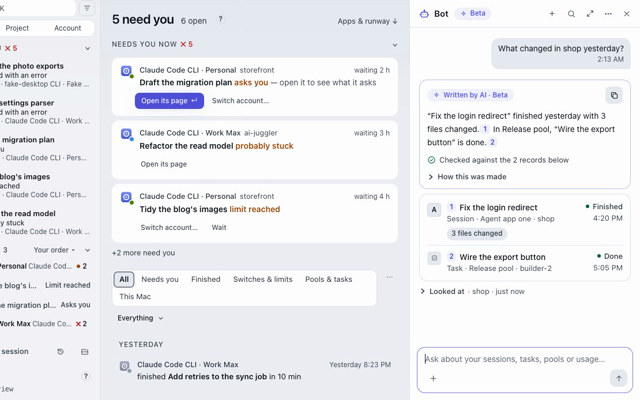 K
Project Account
5
the photo exports
d with an error
· fake-desktop CLI · Fake ...
settings parser
d with an error
· Claude Code CLI · Pers...
migration plan
u
· Claude Code CLI · Pers...
blog's images
ached
· Claude Code CLI · Pers...
the read model
y stuck
· Claude Code CLI · Work...
3 Your order
Personal Claude Cod... 2
e blog's i... Limit reached
he migration pl... Asks you
Work Max Claude Co... 2
session
?
view
5 need you 6 open ? Apps & runway ↓
NEEDS YOU NOW 5
Claude Code CLI · Personal storefront waiting 2 h
Draft the migration plan asks you — open it to see what it asks
Open its page Switch account...
Claude Code CLI · Work Max ai-juggler waiting 3 h
Refactor the read model probably stuck
Open its page
Claude Code CLI · Personal storefront waiting 4 h
Tidy the blog's images limit reached
Switch account... Wait
+2 more need you
All Needs you Finished Switches & limits Pools & tasks ...
This Mac
Everything
YESTERDAY
Claude Code CLI · Work Max Yesterday 8:23 PM
finished Add retries to the sync job in 10 min
Bot Beta
What changed in shop yesterday?
2:13 AM
Written by AI · Beta
“Fix the login redirect” finished yesterday with 3
files changed. 1 In Release pool, “Wire the export
button” is done. 2
Checked against the 2 records below
How this was made
A 1 Fix the login redirect Finished
Session · Agent app one · shop 4:20 PM
3 files changed
2 Wire the export button Done
Task · Release pool · builder-2 5:05 PM
Looked at · shop · just now
Ask about your sessions, tasks, pools or usage...